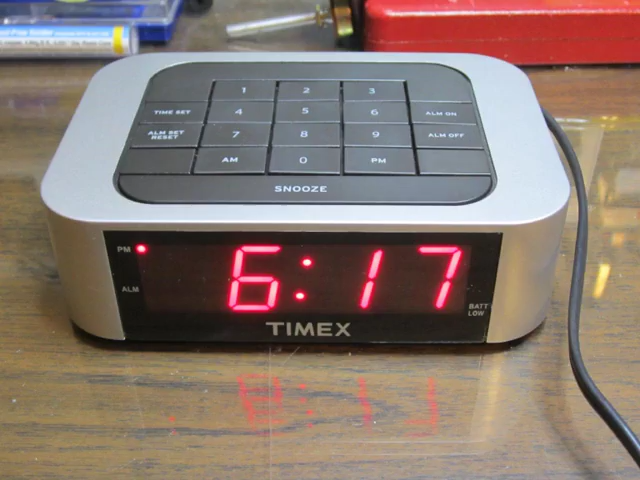 1 2 3
TIME SET 4 5 6 ALM ON
ALM SET RESET 7 8 9 ALM OFF
AM 0 PM
SNOOZE
PM
6:17
ALM
BATT LOW
TIMEX